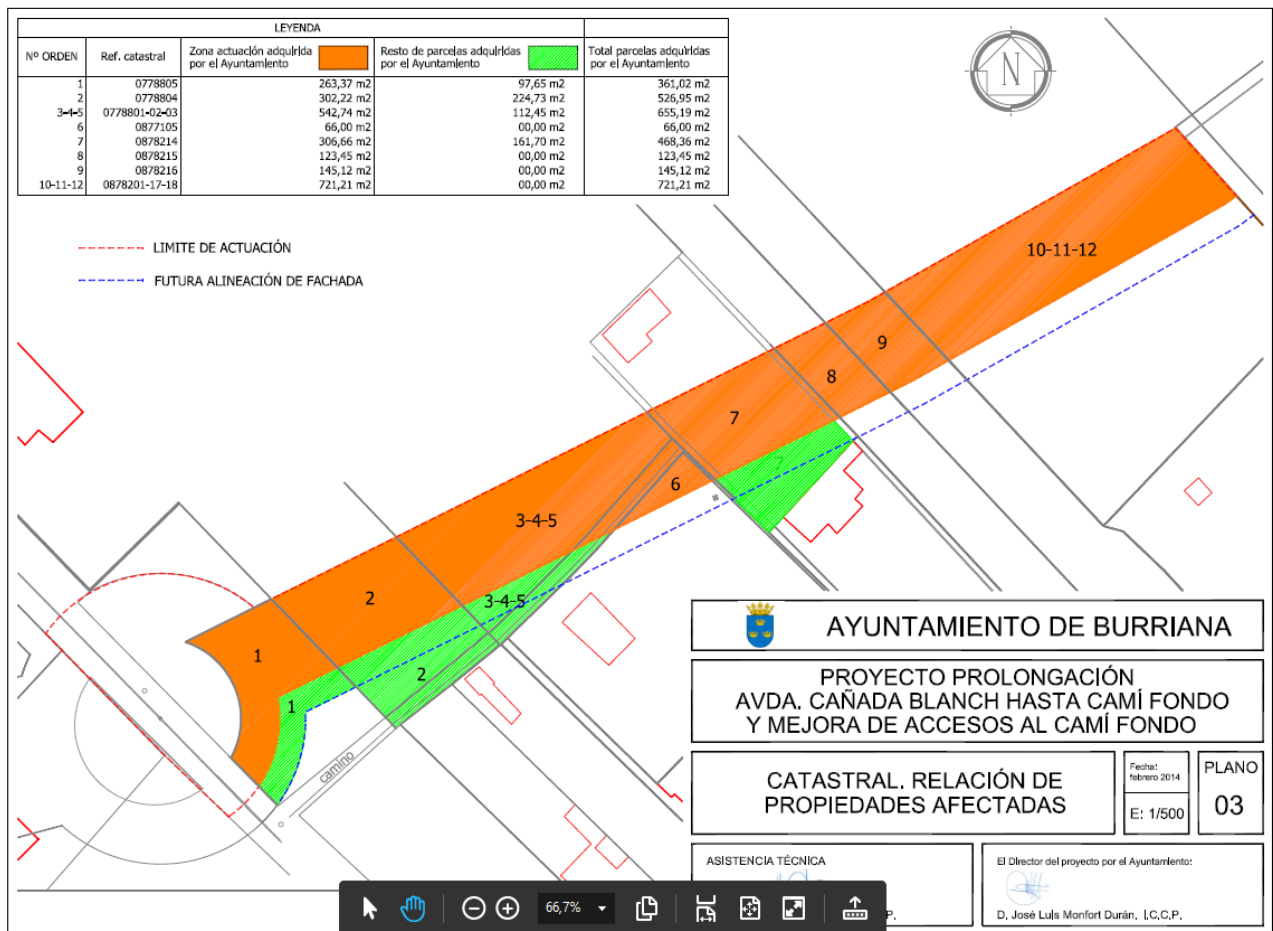 LEYENDA
Nº ORDEN Ref. catastral Zona actuación adquirida por el Ayuntamiento Resto de parcelas adquiridas por el Ayuntamiento Total parcelas adquiridas por el Ayuntamiento
1 0778805 263,37 m2 97,65 m2 361,02 m2
2 0778804 302,22 m2 224,73 m2 526,95 m2
3-4-5 0778801-02-03 542,74 m2 112,45 m2 655,19 m2
6 0877105 66,00 m2 00,00 m2 66,00 m2
7 0878214 306,66 m2 161,70 m2 468,36 m2
8 0878215 123,45 m2 00,00 m2 123,45 m2
9 0878216 145,12 m2 00,00 m2 145,12 m2
10-11-12 0878201-17-18 721,21 m2 00,00 m2 721,21 m2
N
LIMITE DE ACTUACIÓN
FUTURA ALINEACIÓN DE FACHADA
10-11-12
9
8
7
7
6
3-4-5
3-4-5
2
2
1
1
camino
AYUNTAMIENTO DE BURRIANA
PROYECTO PROLONGACIÓN
AVDA. CAÑADA BLANCH HASTA CAMÍ FONDO
Y MEJORA DE ACCESOS AL CAMÍ FONDO
CATASTRAL. RELACIÓN DE
PROPIEDADES AFECTADAS
Fecha:
febrero 2014
E: 1/500
PLANO
03
ASISTENCIA TÉCNICA
P.
El Director del proyecto por el Ayuntamiento:
D. José Luis Monfort Durán, I.C.C.P.
66,7%